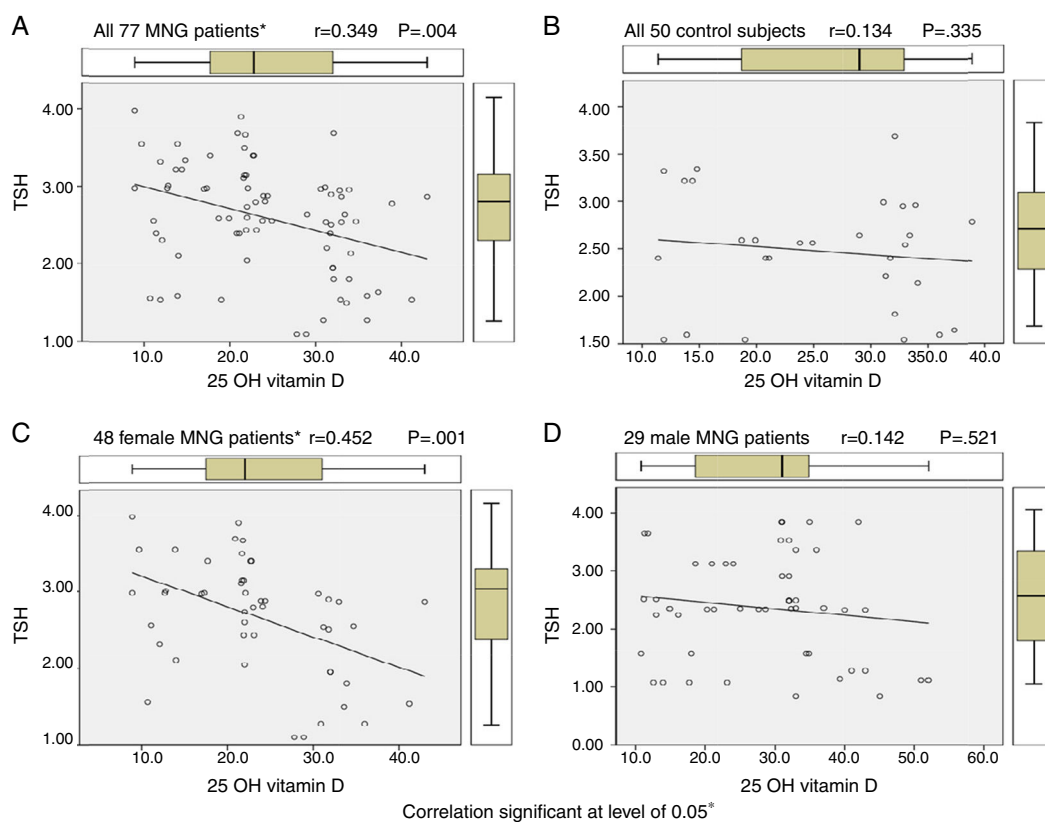 A
All 77 MNG patients* r=0.349 P=.004
TSH
4.00
3.00
2.00
1.00
10.0 20.0 30.0 40.0
25 OH vitamin D
B
All 50 control subjects r=0.134 P=.335
TSH
4.00
3.50
3.00
2.50
2.00
1.50
10.0 15.0 20.0 25.0 30.0 350.0 40.0
25 OH vitamin D
C
48 female MNG patients* r=0.452 P=.001
TSH
4.00
3.00
2.00
1.00
10.0 20.0 30.0 40.0
25 OH vitamin D
D
29 male MNG patients r=0.142 P=.521
TSH
4.00
3.00
2.00
1.00
0.00
10.0 20.0 30.0 40.0 50.0 60.0
25 OH vitamin D
Correlation significant at level of 0.05*